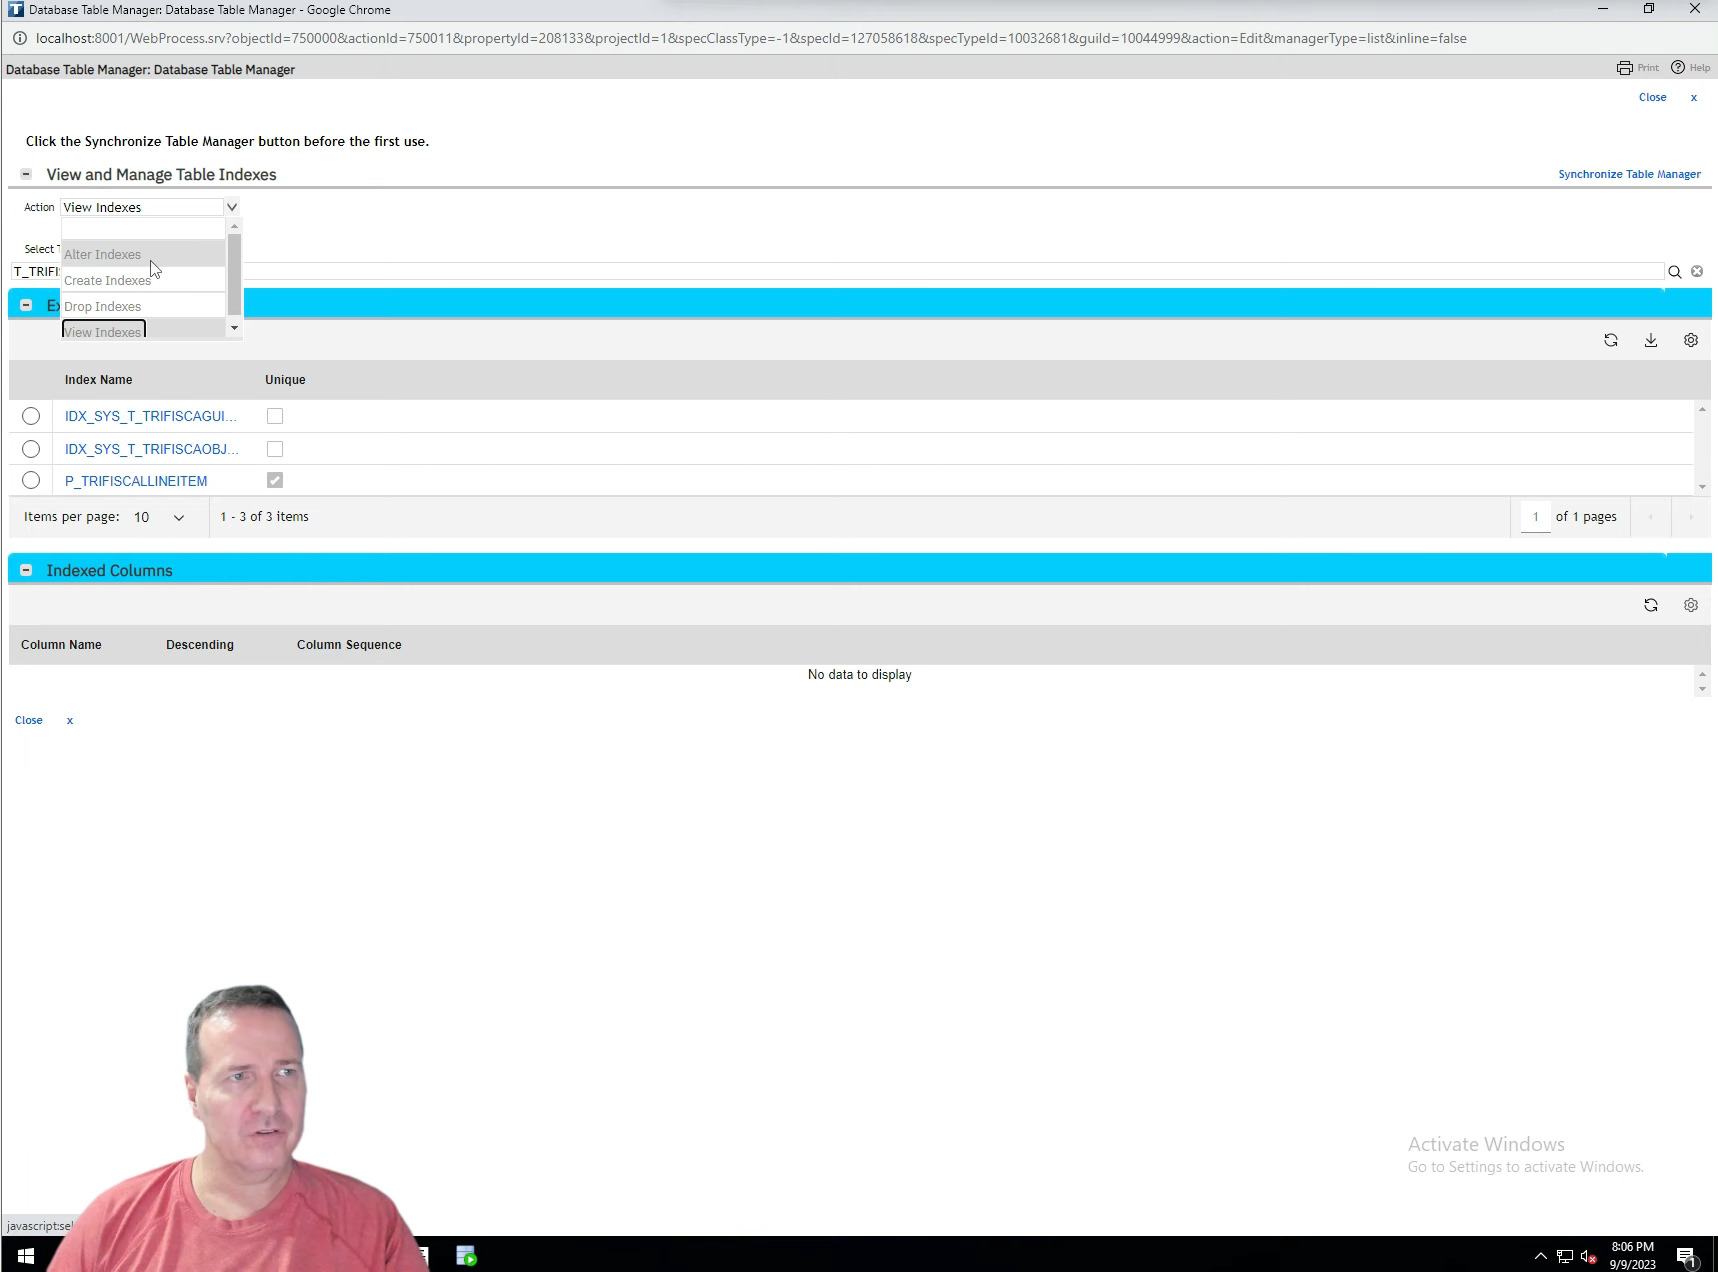 Database Table Manager: Database Table Manager - Google Chrome
localhost:8001/WebProcess.srv?objectId=750000&actionId=750011&propertyId=208133&projectId=1&specClassType=-1&specId=127058618&specTypeId=10032681&guiId=10044999&action=Edit&managerType=list&inline=false
Database Table Manager: Database Table Manager
Print Help
Close x
Click the Synchronize Table Manager button before the first use.
View and Manage Table Indexes
Synchronize Table Manager
Action View Indexes
Select
Alter Indexes
T_TRIFI
Create Indexes
Drop Indexes
View Indexes
Index Name Unique
IDX_SYS_T_TRIFISCAGUI...
IDX_SYS_T_TRIFISCAOBJ...
P_TRIFISCALLINEITEM
Items per page: 10 1 - 3 of 3 items 1 of 1 pages
Indexed Columns
Column Name Descending Column Sequence
No data to display
Close x
Activate Windows
Go to Settings to activate Windows.
javascript:sel
8:06 PM
9/9/2023
1